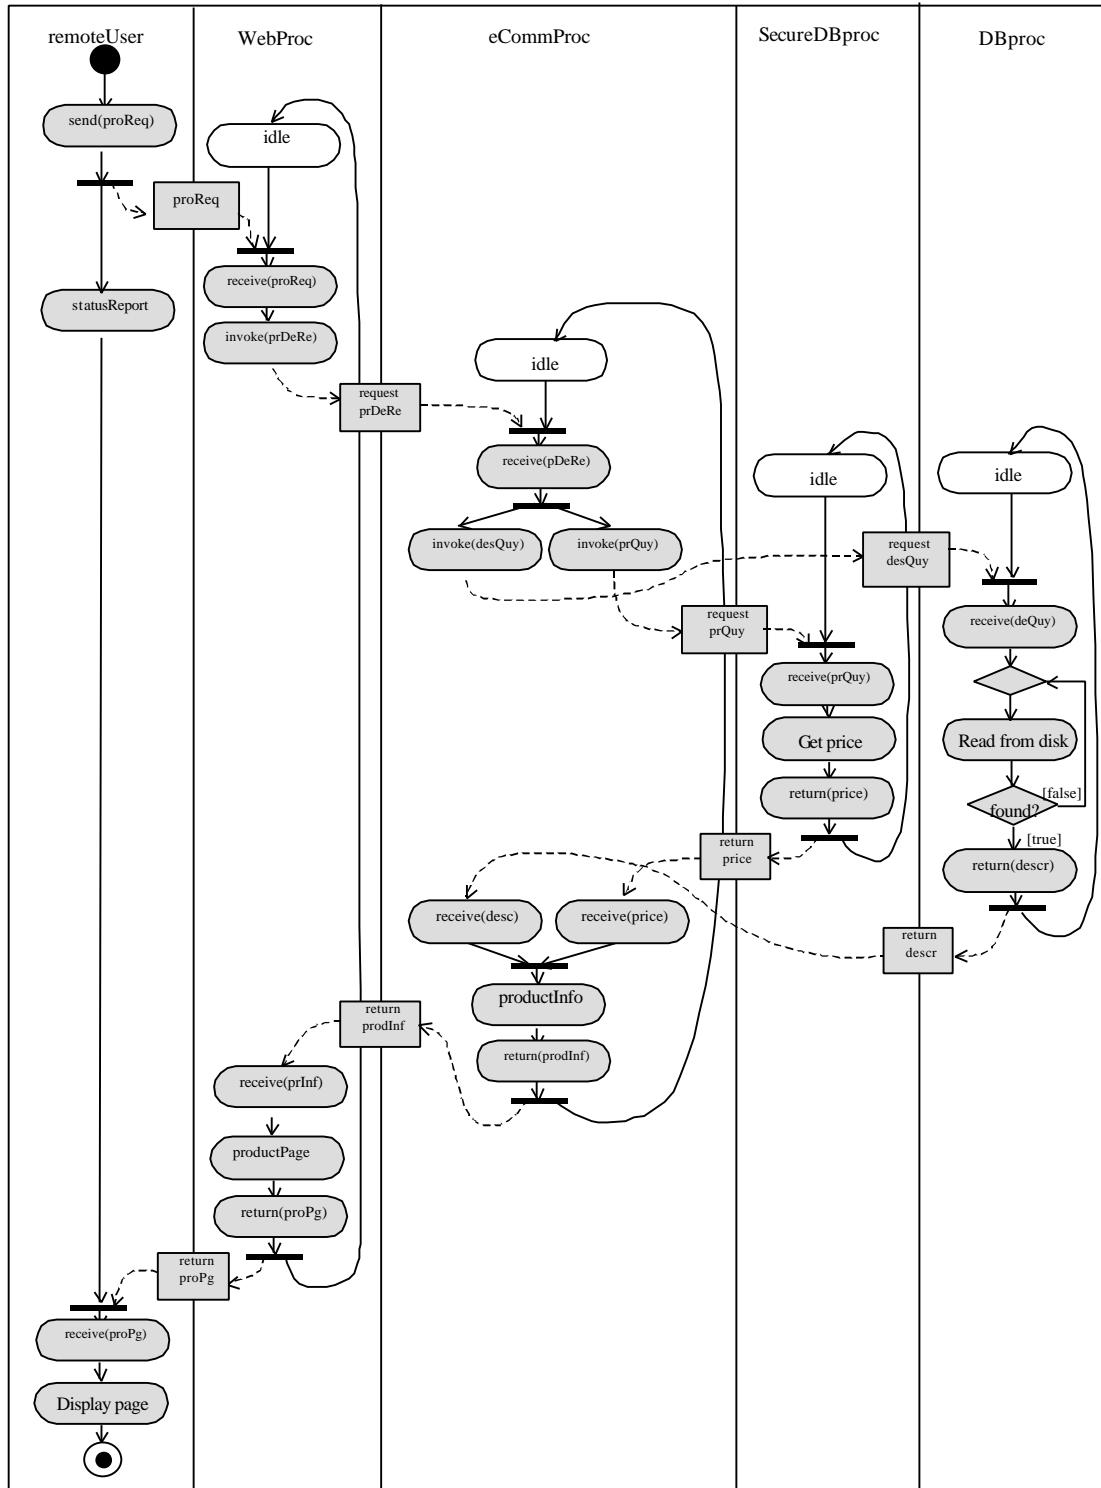 remoteUser
WebProc
eCommProc
SecureDBproc
DBproc
send(proReq)
idle
proReq
receive(proReq)
statusReport
invoke(prDeRe)
idle
request
prDeRe
receive(pDeRe)
idle
idle
invoke(desQuy)
invoke(prQuy)
request
desQuy
request
prQuy
receive(deQuy)
receive(prQuy)
Get price
Read from disk
return(price)
[false]
found?
[true]
return
price
return(descr)
receive(desc)
receive(price)
return
descr
productInfo
return
prodInf
return(prodInf)
receive(prInf)
productPage
return(proPg)
return
proPg
receive(proPg)
Display page